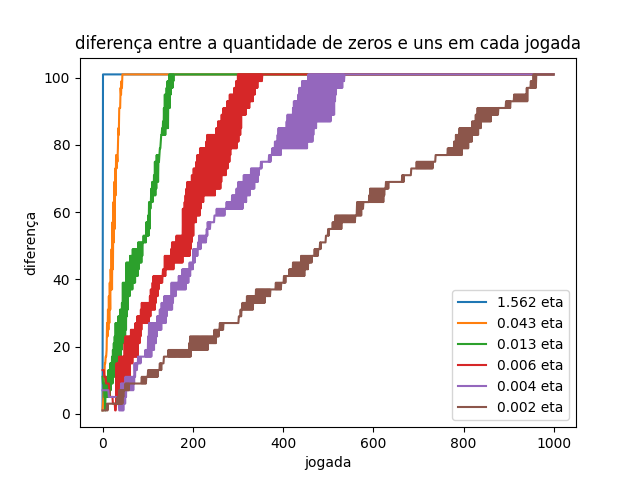 diferença entre a quantidade de zeros e uns em cada jogada
diferença
100
80
60
40
20
0
0 200 400 600 800 1000
jogada
1.562 eta
0.043 eta
0.013 eta
0.006 eta
0.004 eta
0.002 eta